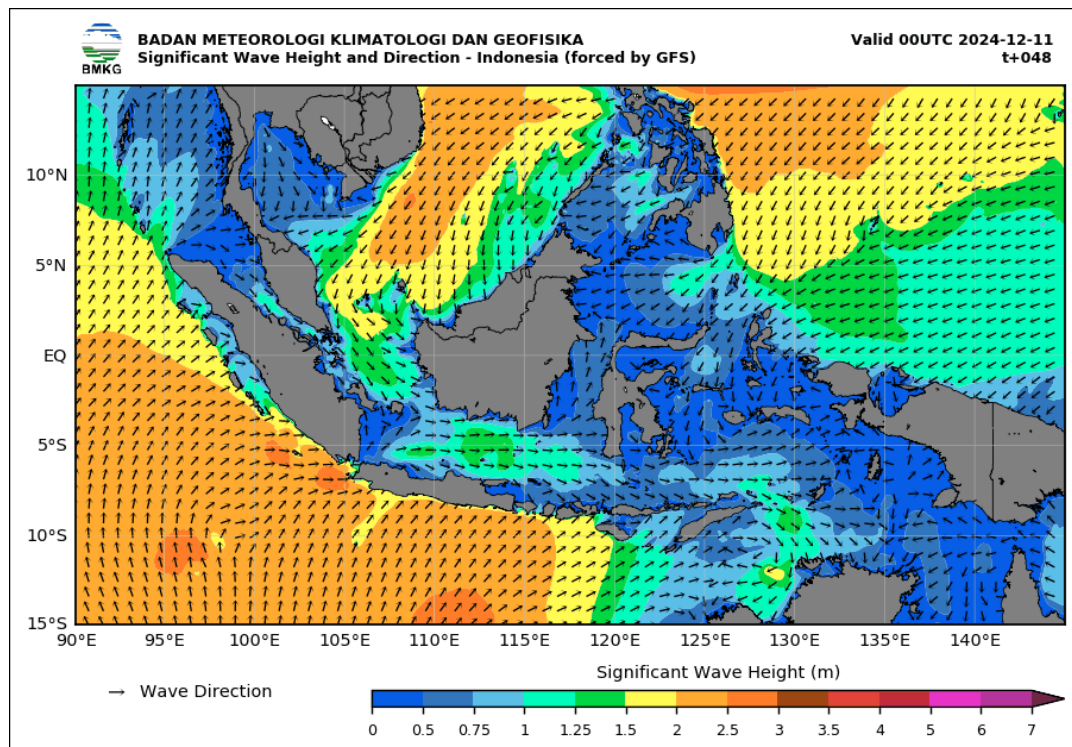 BADAN METEOROLOGI KLIMATOLOGI DAN GEOFISIKA
Significant Wave Height and Direction - Indonesia (forced by GFS)
Valid 00UTC 2024-12-11
t+048
BMKG
10°N
5°N
EQ
5°S
10°S
15°S
90°E 95°E 100°E 105°E 110°E 115°E 120°E 125°E 130°E 135°E 140°E
Significant Wave Height (m)
→ Wave Direction
0 0.5 0.75 1 1.25 1.5 2 2.5 3 3.5 4 5 6 7